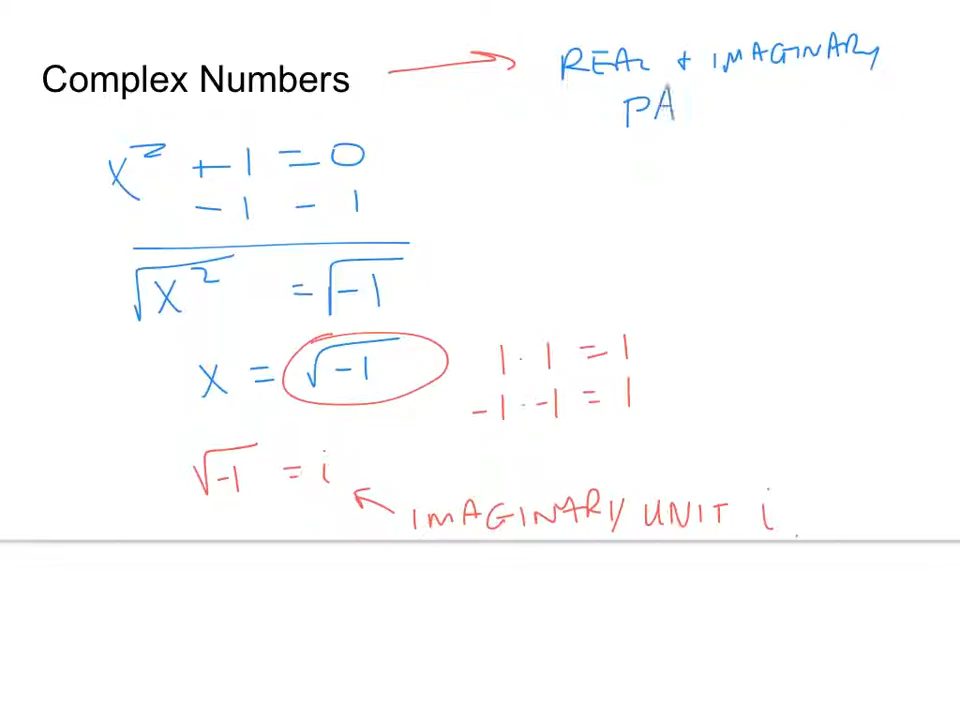 Complex Numbers → REAL + IMAGINARY
PA
x² + 1 = 0
- 1 - 1
√x² = √-1
x = √-1
1 · 1 = 1
-1 · -1 = 1
√-1 = i
IMAGINARY UNIT i